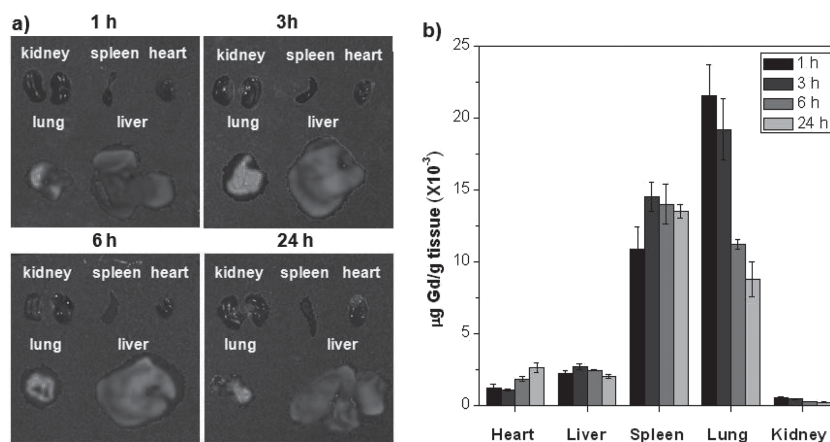 a)
1 h
3h
kidney spleen heart
kidney spleen heart
lung liver
lung liver
6 h
24 h
kidney spleen heart
kidney spleen heart
lung liver
lung liver
b)
25
20
15
10
5
0
µg Gd/g tissue (X10⁻³)
1 h
3 h
6 h
24 h
Heart Liver Spleen Lung Kidney